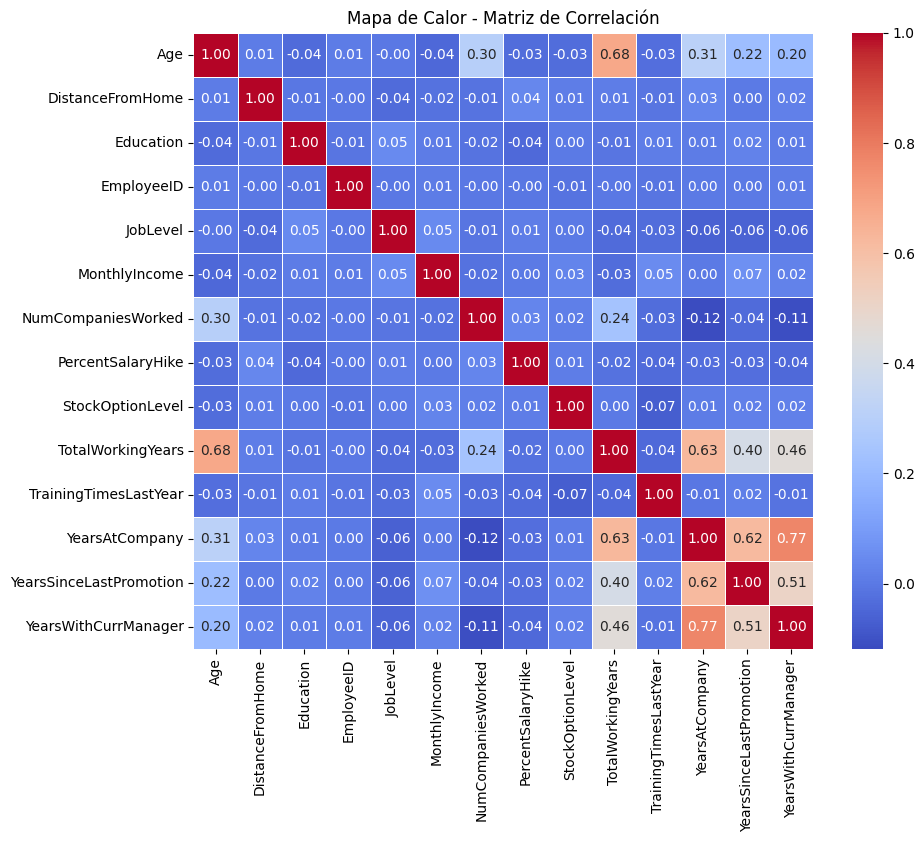 Mapa de Calor - Matriz de Correlación
Age 1.00 0.01 -0.04 0.01 -0.00 -0.04 0.30 -0.03 -0.03 0.68 -0.03 0.31 0.22 0.20
DistanceFromHome 0.01 1.00 -0.01 -0.00 -0.04 -0.02 -0.01 0.04 0.01 0.01 -0.01 0.03 0.00 0.02
Education -0.04 -0.01 1.00 -0.01 0.05 0.01 -0.02 -0.04 0.00 -0.01 0.01 0.01 0.02 0.01
EmployeeID 0.01 -0.00 -0.01 1.00 -0.00 0.01 -0.00 -0.00 -0.01 -0.00 -0.01 0.00 0.00 0.01
JobLevel -0.00 -0.04 0.05 -0.00 1.00 0.05 -0.01 0.01 0.00 -0.04 -0.03 -0.06 -0.06 -0.06
MonthlyIncome -0.04 -0.02 0.01 0.01 0.05 1.00 -0.02 0.00 0.03 -0.03 0.05 0.00 0.07 0.02
NumCompaniesWorked 0.30 -0.01 -0.02 -0.00 -0.01 -0.02 1.00 0.03 0.02 0.24 -0.03 -0.12 -0.04 -0.11
PercentSalaryHike -0.03 0.04 -0.04 -0.00 0.01 0.00 0.03 1.00 0.01 -0.02 -0.04 -0.03 -0.03 -0.04
StockOptionLevel -0.03 0.01 0.00 -0.01 0.00 0.03 0.02 0.01 1.00 0.00 -0.07 0.01 0.02 0.02
TotalWorkingYears 0.68 0.01 -0.01 -0.00 -0.04 -0.03 0.24 -0.02 0.00 1.00 -0.04 0.63 0.40 0.46
TrainingTimesLastYear -0.03 -0.01 0.01 -0.01 -0.03 0.05 -0.03 -0.04 -0.07 -0.04 1.00 -0.01 0.02 -0.01
YearsAtCompany 0.31 0.03 0.01 0.00 -0.06 0.00 -0.12 -0.03 0.01 0.63 -0.01 1.00 0.62 0.77
YearsSinceLastPromotion 0.22 0.00 0.02 0.00 -0.06 0.07 -0.04 -0.03 0.02 0.40 0.02 0.62 1.00 0.51
YearsWithCurrManager 0.20 0.02 0.01 0.01 -0.06 0.02 -0.11 -0.04 0.02 0.46 -0.01 0.77 0.51 1.00
Age
DistanceFromHome
Education
EmployeeID
JobLevel
MonthlyIncome
NumCompaniesWorked
PercentSalaryHike
StockOptionLevel
TotalWorkingYears
TrainingTimesLastYear
YearsAtCompany
YearsSinceLastPromotion
YearsWithCurrManager
1.0
0.8
0.6
0.4
0.2
0.0